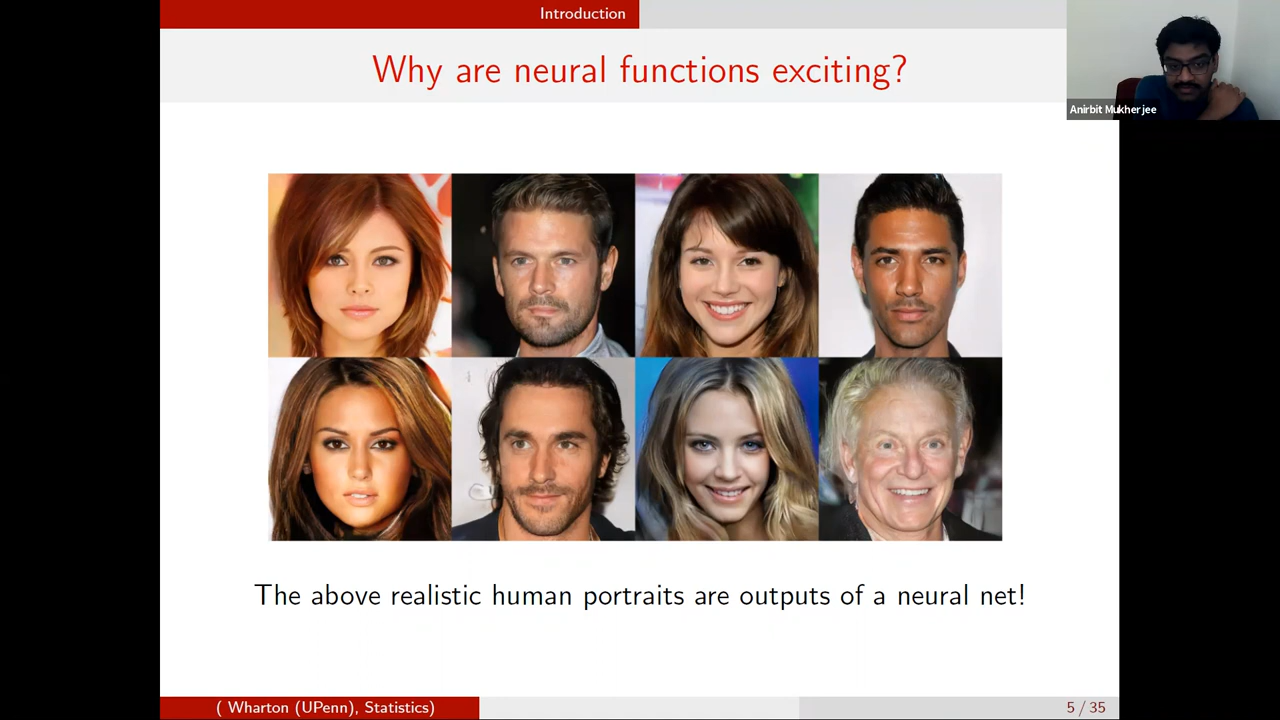 Introduction
Why are neural functions exciting?
Anirbit Mukherjee
The above realistic human portraits are outputs of a neural net!
( Wharton (UPenn), Statistics)
5 / 35